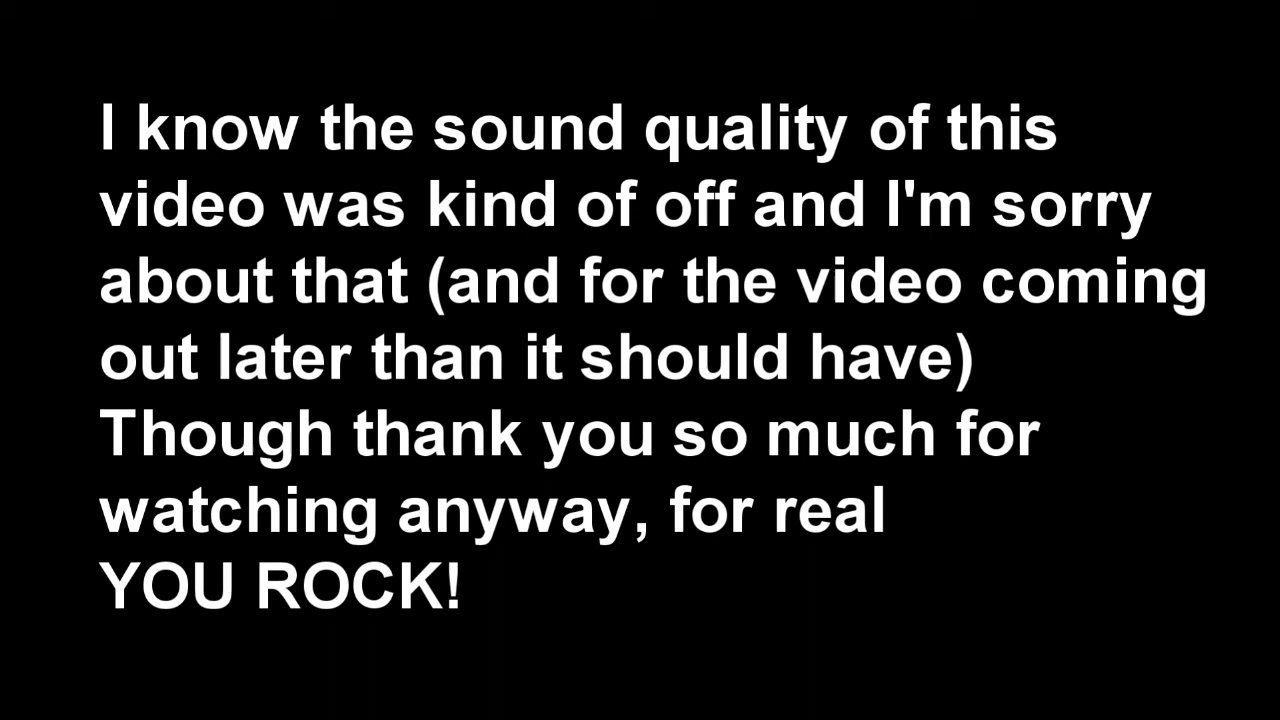 I know the sound quality of this
video was kind of off and I'm sorry
about that (and for the video coming
out later than it should have)
Though thank you so much for
watching anyway, for real
YOU ROCK!